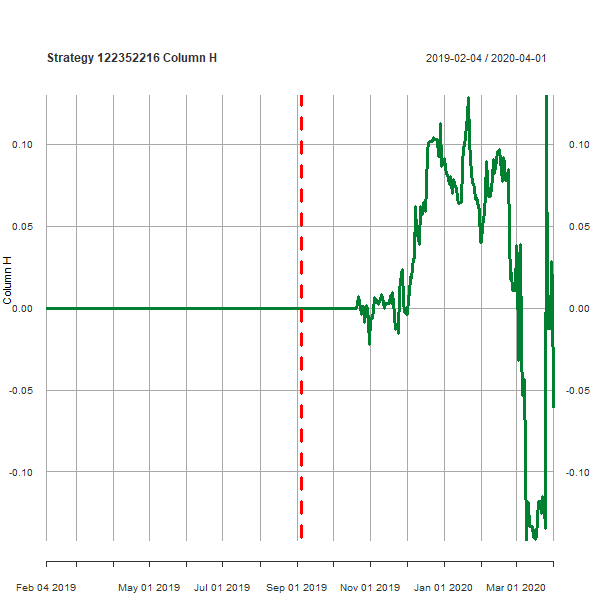 Strategy 122352216 Column H
2019-02-04 / 2020-04-01
0.10
0.05
0.00
-0.05
-0.10
Column H
0.10
0.05
0.00
-0.05
-0.10
Feb 04 2019
May 01 2019
Jul 01 2019
Sep 01 2019
Nov 01 2019
Jan 01 2020
Mar 01 2020